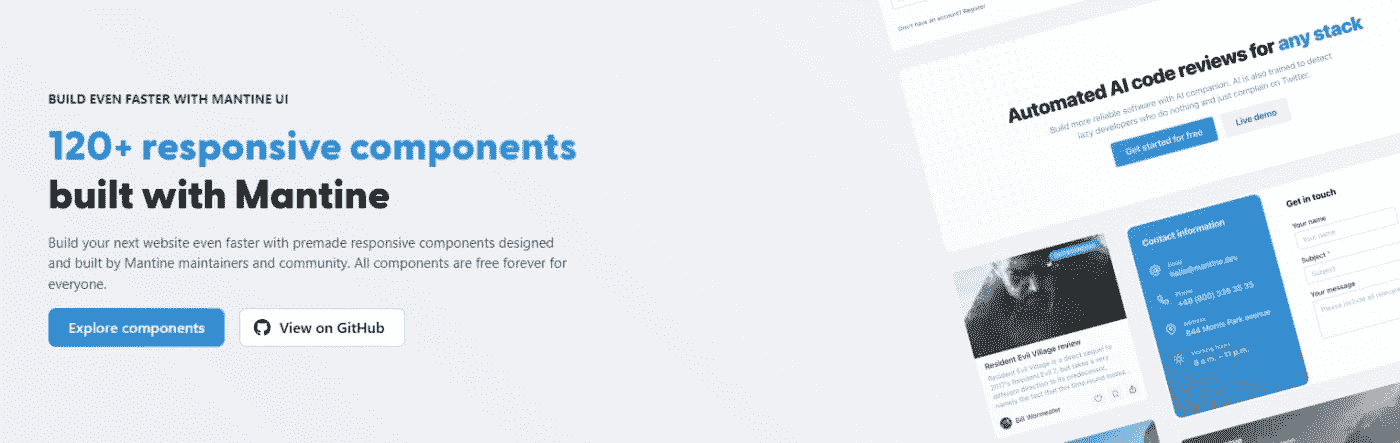 BUILD EVEN FASTER WITH MANTINE UI
120+ responsive components
built with Mantine
Build your next website even faster with premade responsive components designed
and built by Mantine maintainers and community. All components are free forever for
everyone.
Explore components
View on GitHub
Don't have an account? Register
Automated AI code reviews for any stack
Build more reliable software with AI companion. AI is also trained to detect
lazy developers who do nothing and just complain on Twitter.
Get started for free
Live demo
Resident Evil Village review
Resident Evil Village is a direct sequel to
2017's Resident Evil 7, but takes a very
different direction to its predecessor,
namely the fact that this time round instea...
Bill Wormeater
Contact information
Email
hello@mantine.dev
Phone
+49 (800) 335 35 35
Address
844 Morris Park avenue
Working hours
8 a.m. – 11 p.m.
Get in touch
Your name
Your name
Subject *
Subject
Your message
Please include all relevant